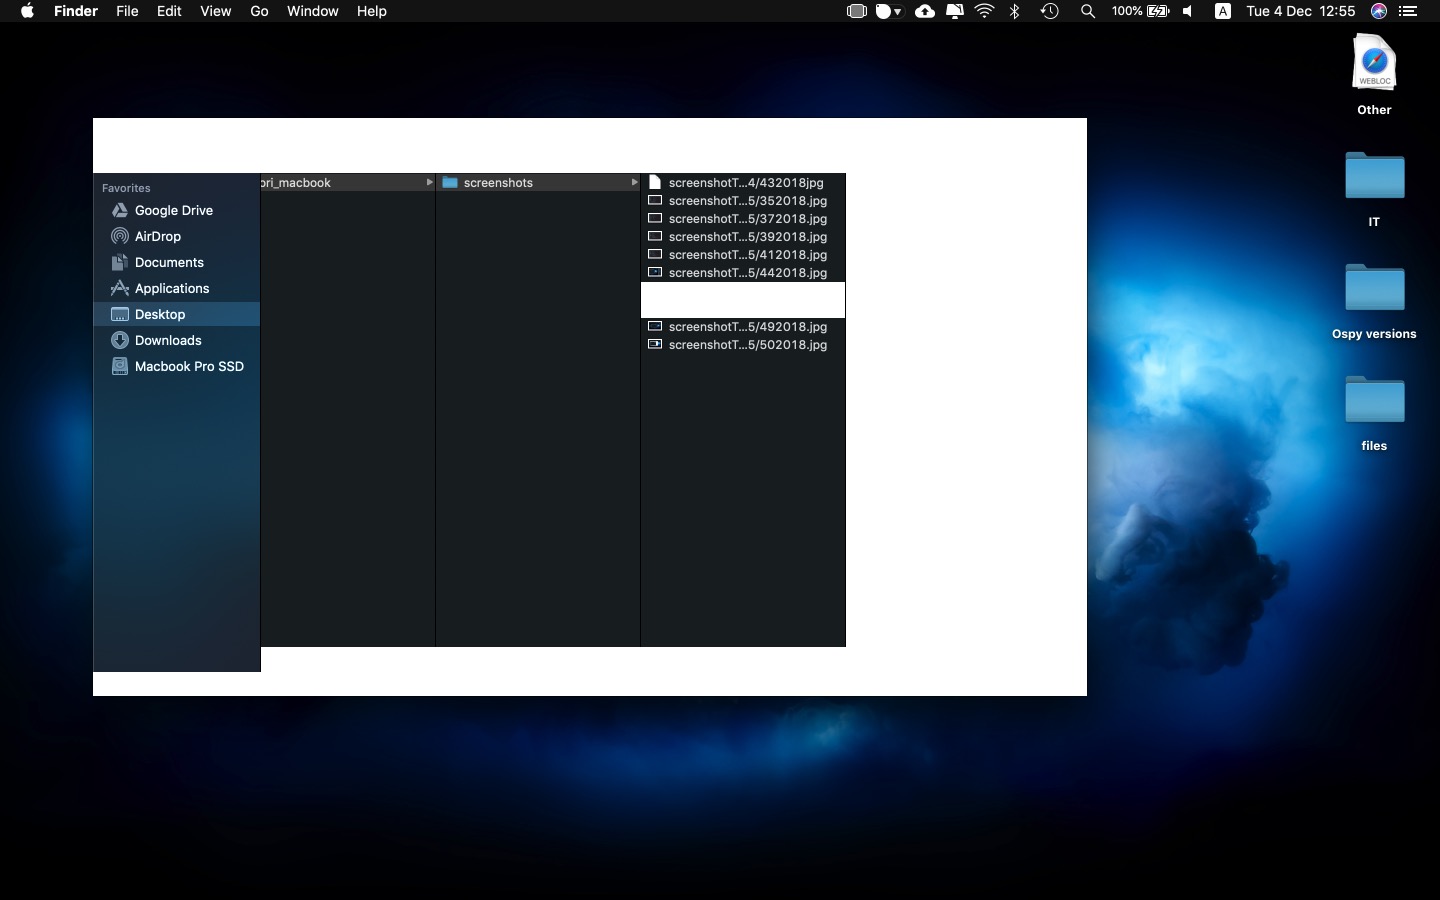 Finder File Edit View Go Window Help 100% A Tue 4 Dec 12:55
WEBLOC
Other
IT
Ospy versions
files
Favorites
Google Drive
AirDrop
Documents
Applications
Desktop
Downloads
Macbook Pro SSD
ori_macbook
screenshots
screenshotT...4/432018jpg
screenshotT...5/352018.jpg
screenshotT...5/372018.jpg
screenshotT...5/392018.jpg
screenshotT...5/412018.jpg
screenshotT...5/442018.jpg
screenshotT...5/492018.jpg
screenshotT...5/502018.jpg